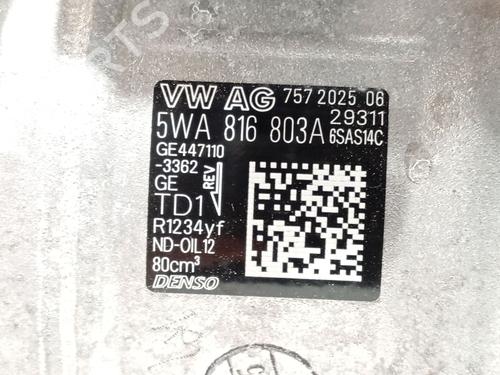 VW AG 757 2025 06
29311
5WA 816 803A 6SAS14C
GE447110
-3362
GE
REV
TD1
R1234yf
ND-OIL12
80cm³
DENSO
PARTS